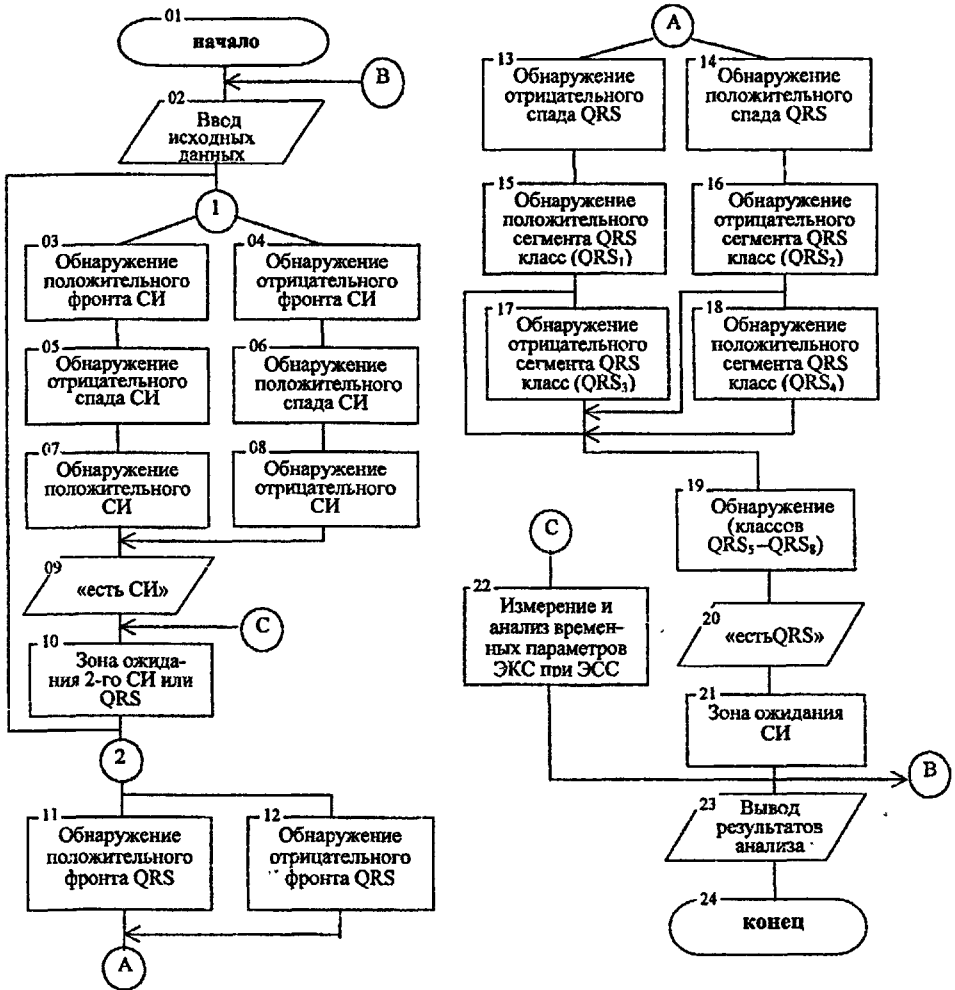 01
начало
B
02
Ввод
исходных
данных
1
03
Обнаружение
положительного
фронта СИ
04
Обнаружение
отрицательного
фронта СИ
05
Обнаружение
отрицательного
спада СИ
06
Обнаружение
положительного
спада СИ
07
Обнаружение
положительного
СИ
08
Обнаружение
отрицательного
СИ
09
«есть СИ»
C
10
Зона ожида-
ния 2-го СИ или
QRS
2
11
Обнаружение
положительного
фронта QRS
12
Обнаружение
отрицательного
фронта QRS
A
A
13
Обнаружение
отрицательного
спада QRS
14
Обнаружение
положительного
спада QRS
15
Обнаружение
положительного
сегмента QRS
класс (QRS₁)
16
Обнаружение
отрицательного
сегмента QRS
класс (QRS₂)
17
Обнаружение
отрицательного
сегмента QRS
класс (QRS₃)
18
Обнаружение
положительного
сегмента QRS
класс (QRS₄)
19
Обнаружение
(классов
QRS₅–QRS₈)
C
22
Измерение и
анализ времен-
ных параметров
ЭКС при ЭСС
20
«естьQRS»
21
Зона ожидания
СИ
B
23
Вывод
результатов
анализа
24
конец